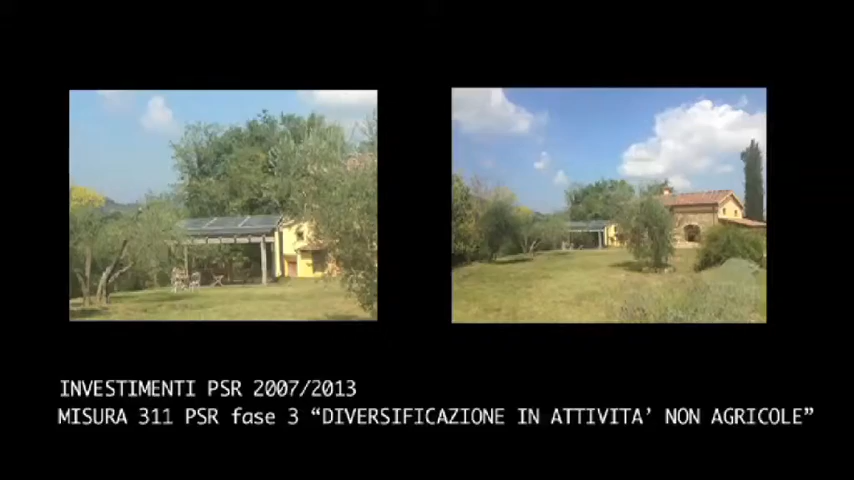 INVESTIMENTI PSR 2007/2013
MISURA 311 PSR fase 3 “DIVERSIFICAZIONE IN ATTIVITA’ NON AGRICOLE”